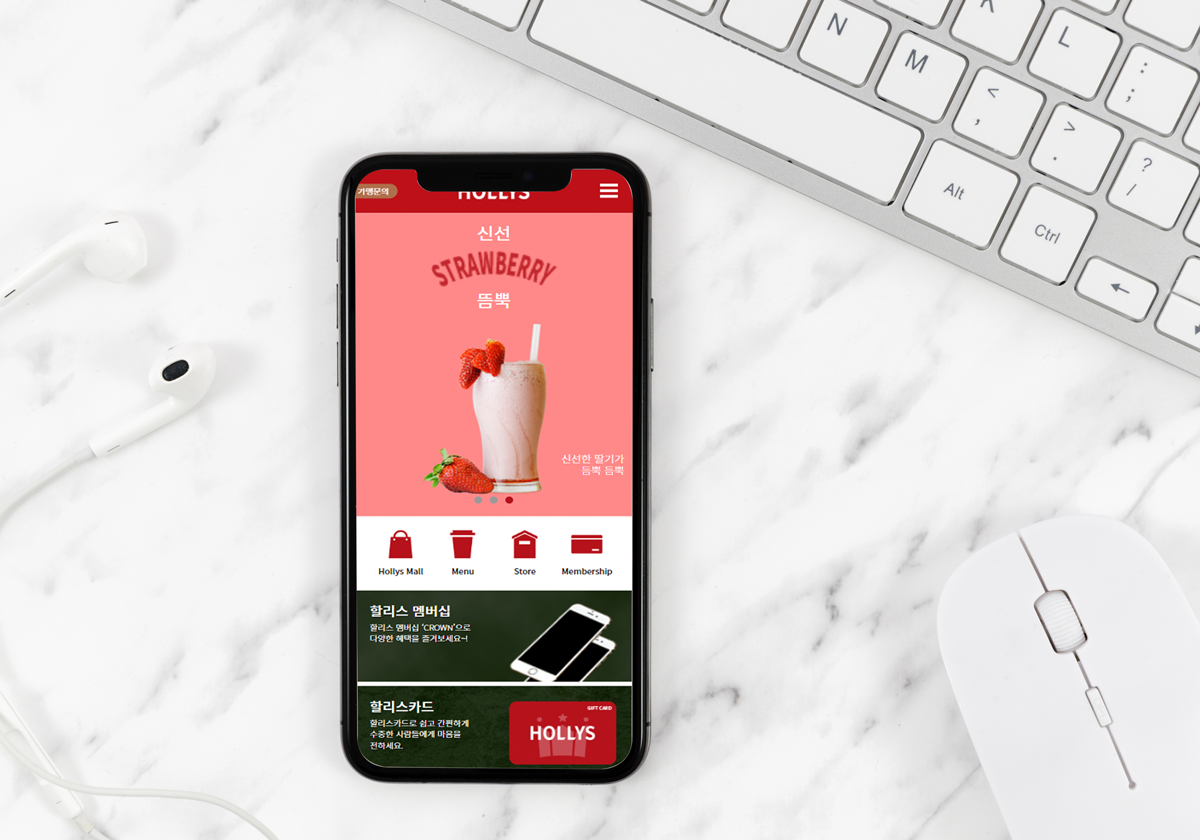 N
M
K
L
:
;
<
,
>
.
?
/
Alt
Ctrl
가맹문의
HOLLYS
신선
STRAWBERRY
뜸뿍
신선한 딸기가
듬뿍 듬뿍
Hollys Mall
Menu
Store
Membership
할리스 멤버십
할리스 멤버십 'CROWN'으로
다양한 혜택을 즐겨보세요~!
할리스카드
할리스카드로 쉽고 간편하게
수중한 사람들에게 마음을
전하세요.
GIFT CARD
HOLLYS